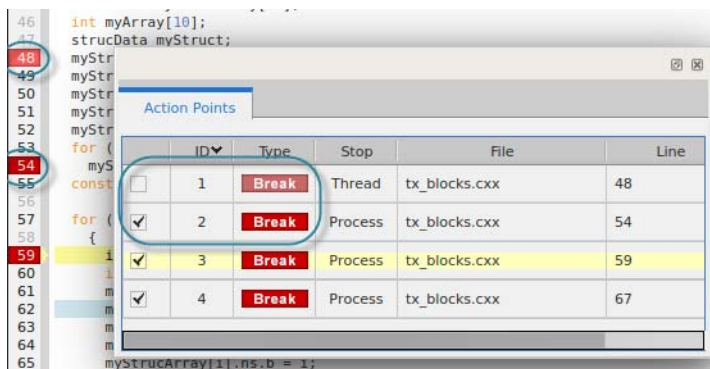 46 int myArray[10];
47 strucData myStruct;
48 myStr
49 myStr
50 myStr
51 myStr
52 myStr
53 for (
54 myS
55 const
56
57 for (
58 {
59 i
60 i
61 m
62 m
63 m
64 m
65 myStrucArray[i].ns.b = i;
Action Points
ID Type Stop File Line
1 Break Thread tx_blocks.cxx 48
2 Break Process tx_blocks.cxx 54
3 Break Process tx_blocks.cxx 59
4 Break Process tx_blocks.cxx 67